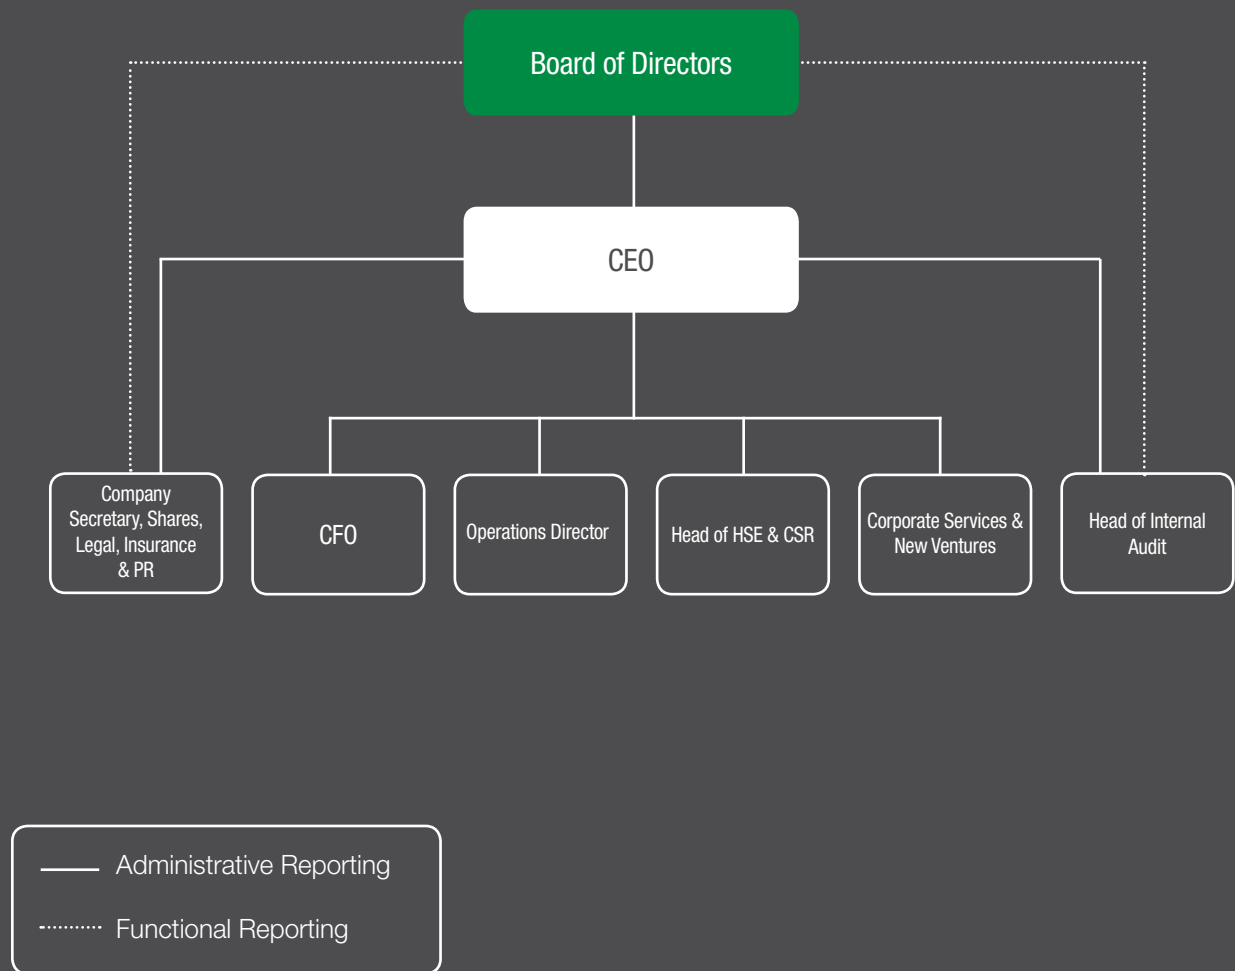 Board of Directors
CEO
Company
Secretary, Shares,
Legal, Insurance
& PR
CFO
Operations Director
Head of HSE & CSR
Corporate Services &
New Ventures
Head of Internal
Audit
Administrative Reporting
Functional Reporting